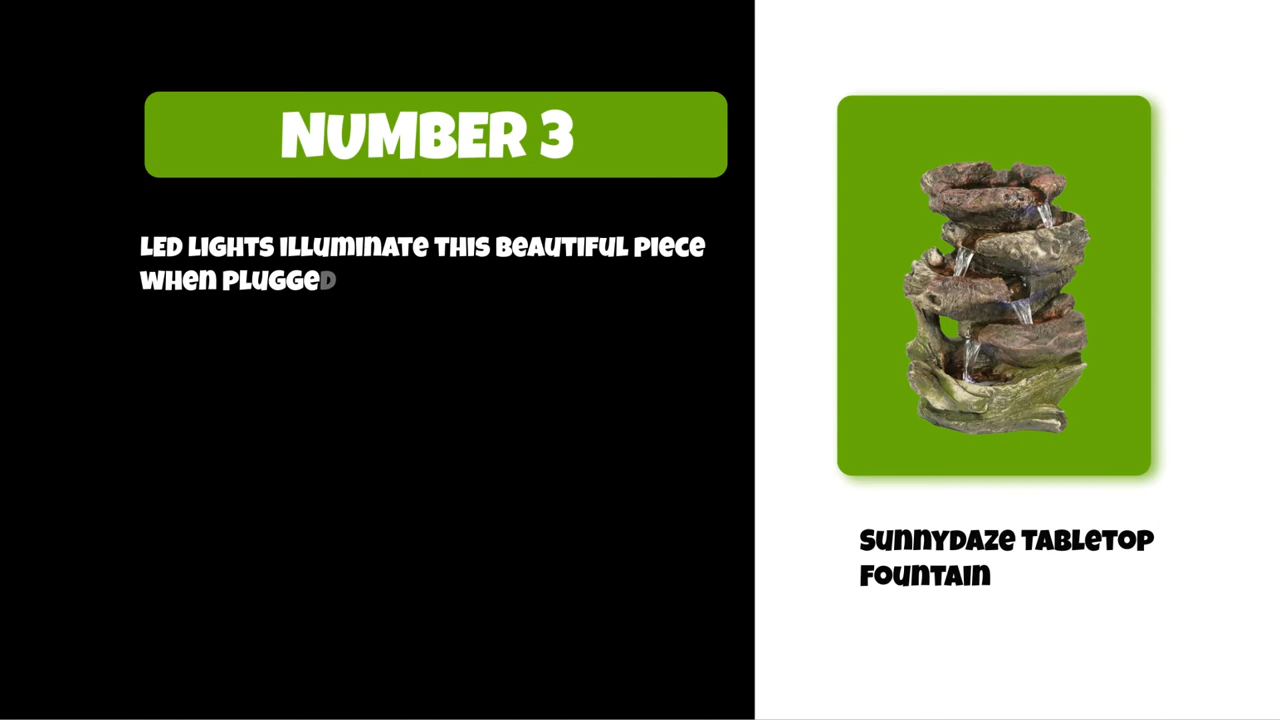 NUMBER 3
LED LIGHTS ILLUMINATE THIS BEAUTIFUL PIECE
WHEN PLUGGED
SUNNYDAZE TABLETOP
FOUNTAIN